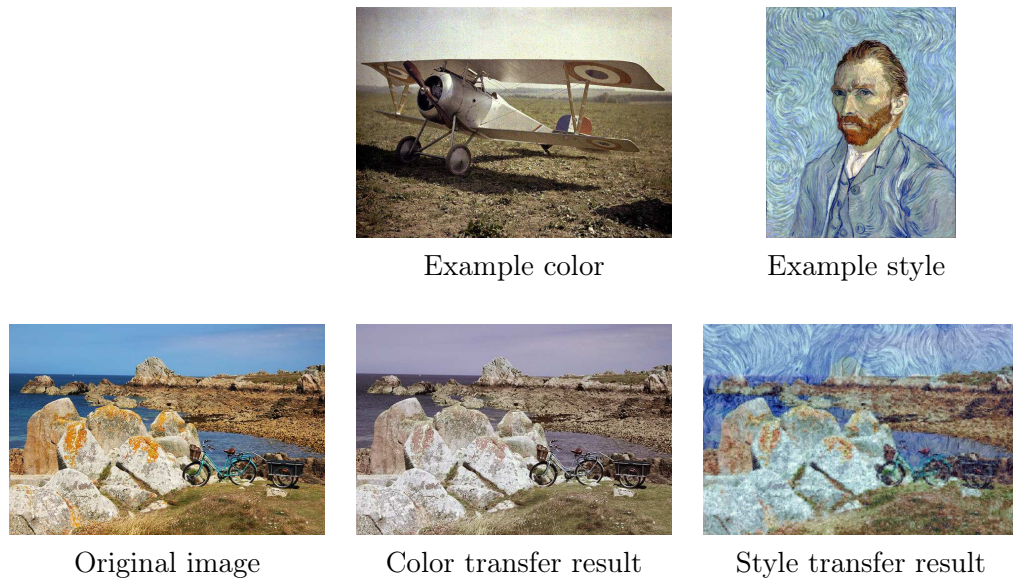 Example color
Example style
Original image
Color transfer result
Style transfer result